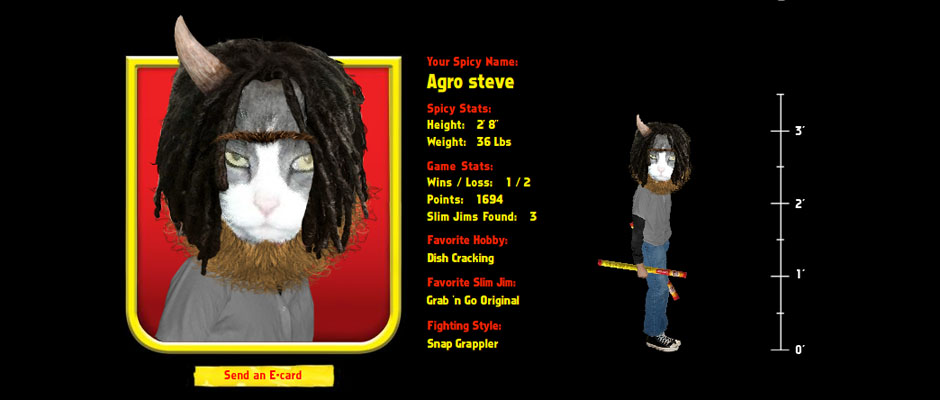 Your Spicy Name:
Agro steve
Spicy Stats:
Height: 2' 8"
Weight: 36 Lbs
Game Stats:
Wins / Loss: 1 / 2
Points: 1694
Slim Jims Found: 3
Favorite Hobby:
Dish Cracking
Favorite Slim Jim:
Grab 'n Go Original
Fighting Style:
Snap Grappler
Send an E-card
3'
2'
1'
0'